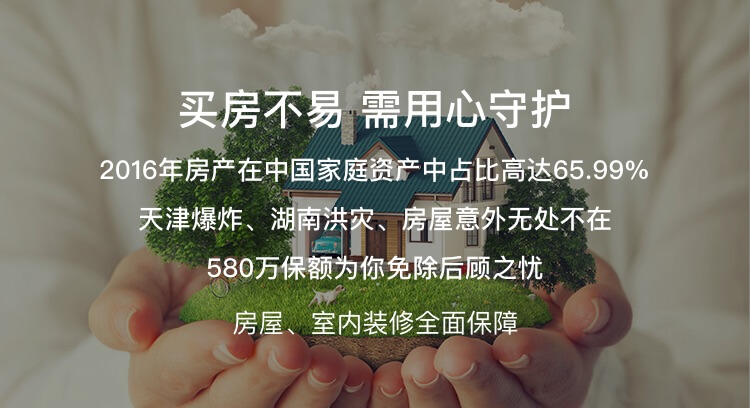 买房不易 需用心守护
2016年房产在中国家庭资产中占比高达65.99%
天津爆炸、湖南洪灾、房屋意外无处不在
580万保额为你免除后顾之忧
房屋、室内装修全面保障